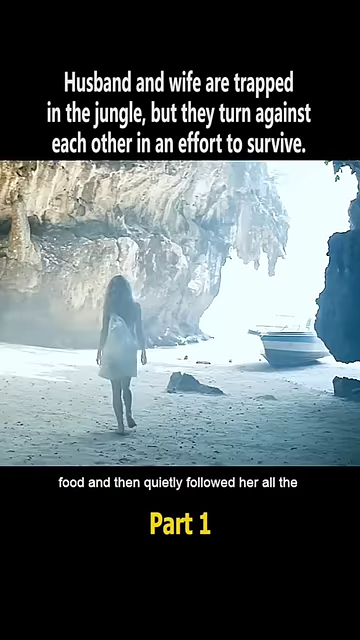 Husband and wife are trapped
in the jungle, but they turn against
each other in an effort to survive.
food and then quietly followed her all the
Part 1